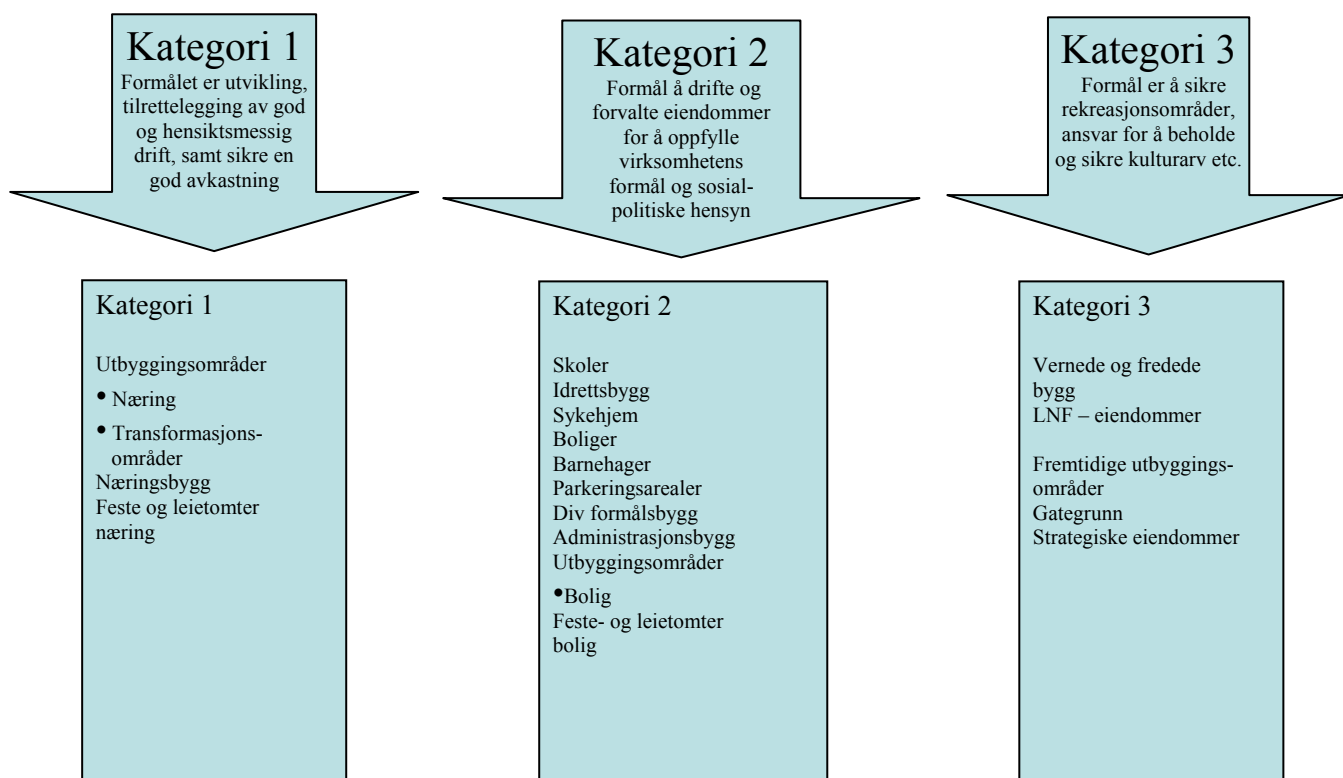 Kategori 1
Formålet er utvikling,
tilrettelegging av god
og hensiktsmessig
drift, samt sikre en
god avkastning
Kategori 2
Formål å drifte og
forvalte eiendommer
for å oppfylle
virksomhetens
formål og sosial-
politiske hensyn
Kategori 3
Formål er å sikre
rekreasjonsområder,
ansvar for å beholde
og sikre kulturarv etc.
Kategori 1
Utbyggingsområder
• Næring
• Transformasjons-
områder
Næringsbygg
Feste og leietomter
næring
Kategori 2
Skoler
Idrettsbygg
Sykehjem
Boliger
Barnehager
Parkeringsarealer
Div formålsbygg
Administrasjonsbygg
Utbyggingsområder
•Bolig
Feste- og leietomter
bolig
Kategori 3
Vernede og fredede
bygg
LNF – eiendommer
Fremtidige utbyggings-
områder
Gategrunn
Strategiske eiendommer